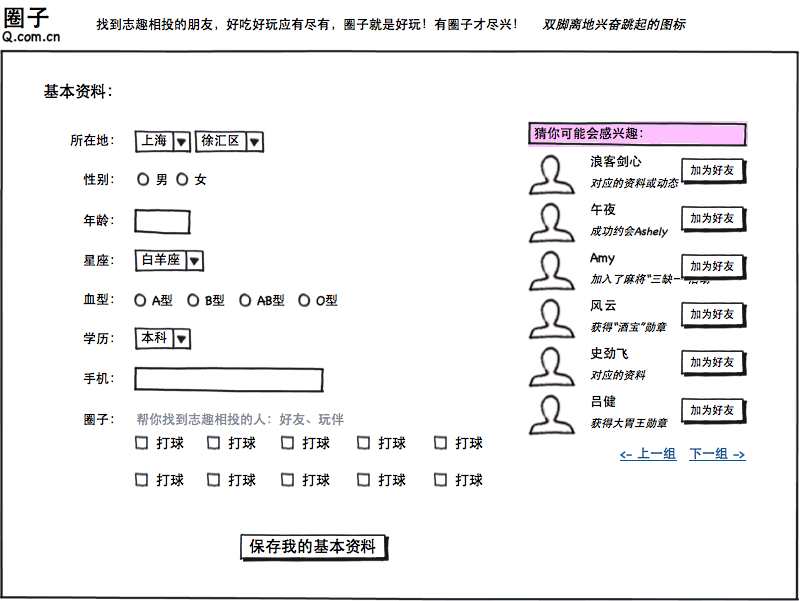 圈子
Q.com.cn
找到志趣相投的朋友，好吃好玩应有尽有，圈子就是好玩！有圈子才尽兴！ 双脚离地兴奋跳起的图标
基本资料：
所在地： 上海 徐汇区
性别： 男 女
年龄：
星座： 白羊座
血型： A型 B型 AB型 O型
学历： 本科
手机：
圈子： 帮你找到志趣相投的人：好友、玩伴
打球 打球 打球 打球 打球
打球 打球 打球 打球 打球
保存我的基本资料
猜你可能会感兴趣：
浪客剑心
对应的资料或动态
加为好友
午夜
成功约会Ashely
加为好友
Amy
加入了麻将“三缺一
加为好友
风云
获得“酒宝”勋章
加为好友
史劲飞
对应的资料
加为好友
吕健
获得大胃王勋章
加为好友
<- 上一组 下一组 ->